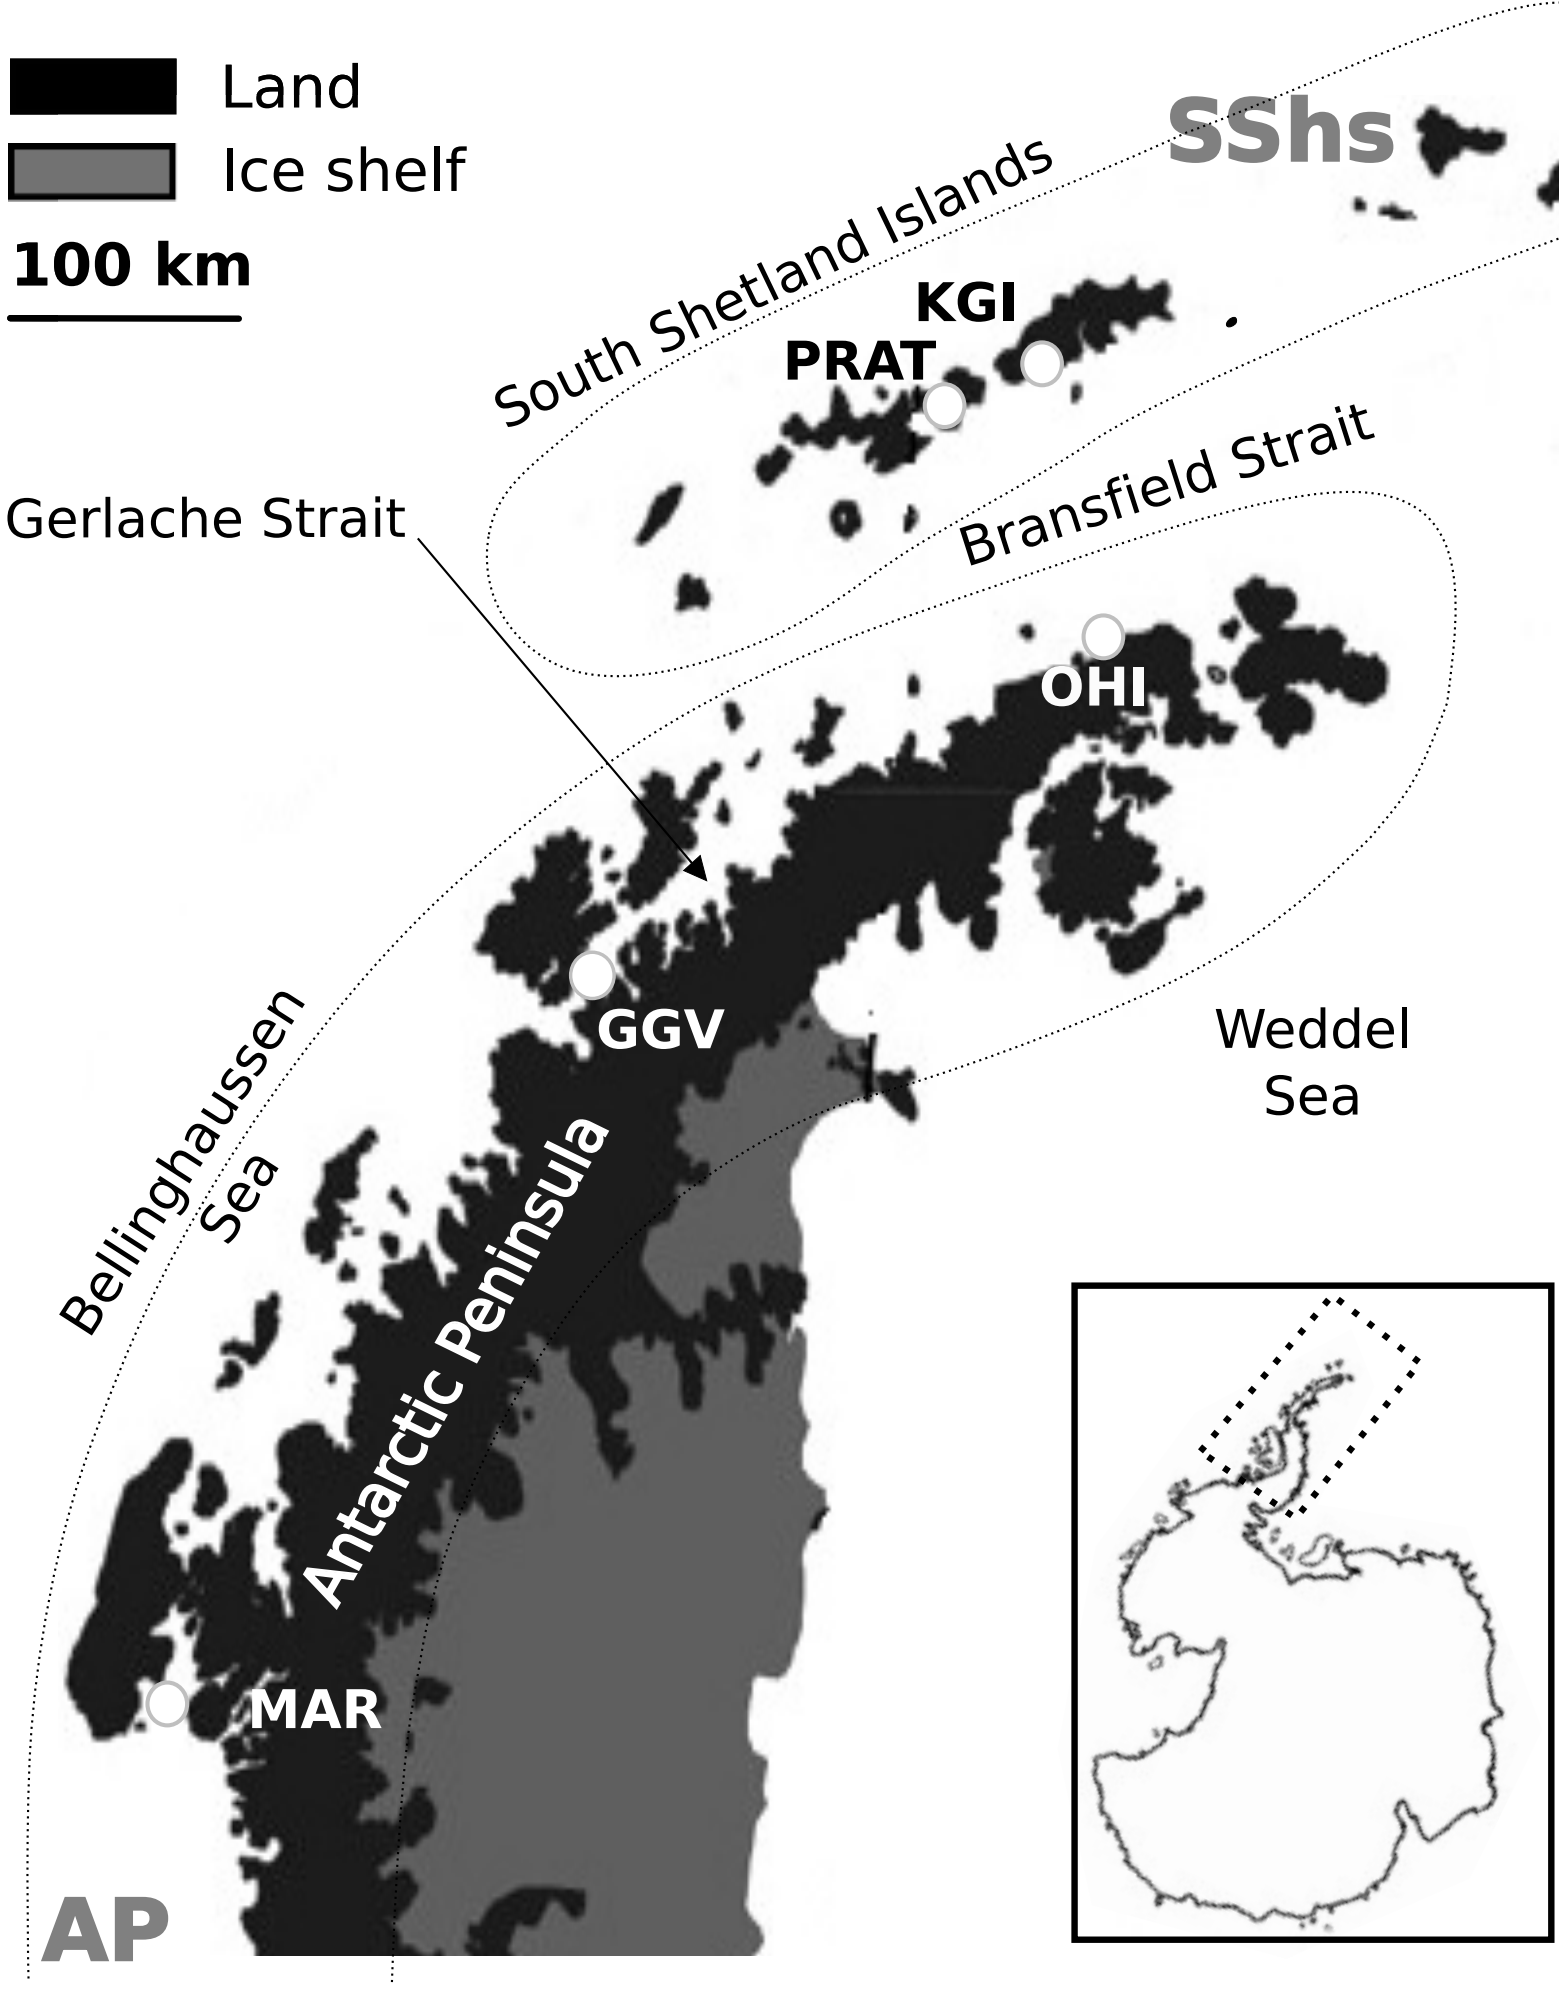 Land
Ice shelf
100 km
SShs
South Shetland Islands
KGI
PRAT
Bransfield Strait
Gerlache Strait
OHI
GGV
Weddel
Sea
Bellinghaussen
Sea
Antarctic Peninsula
MAR
AP